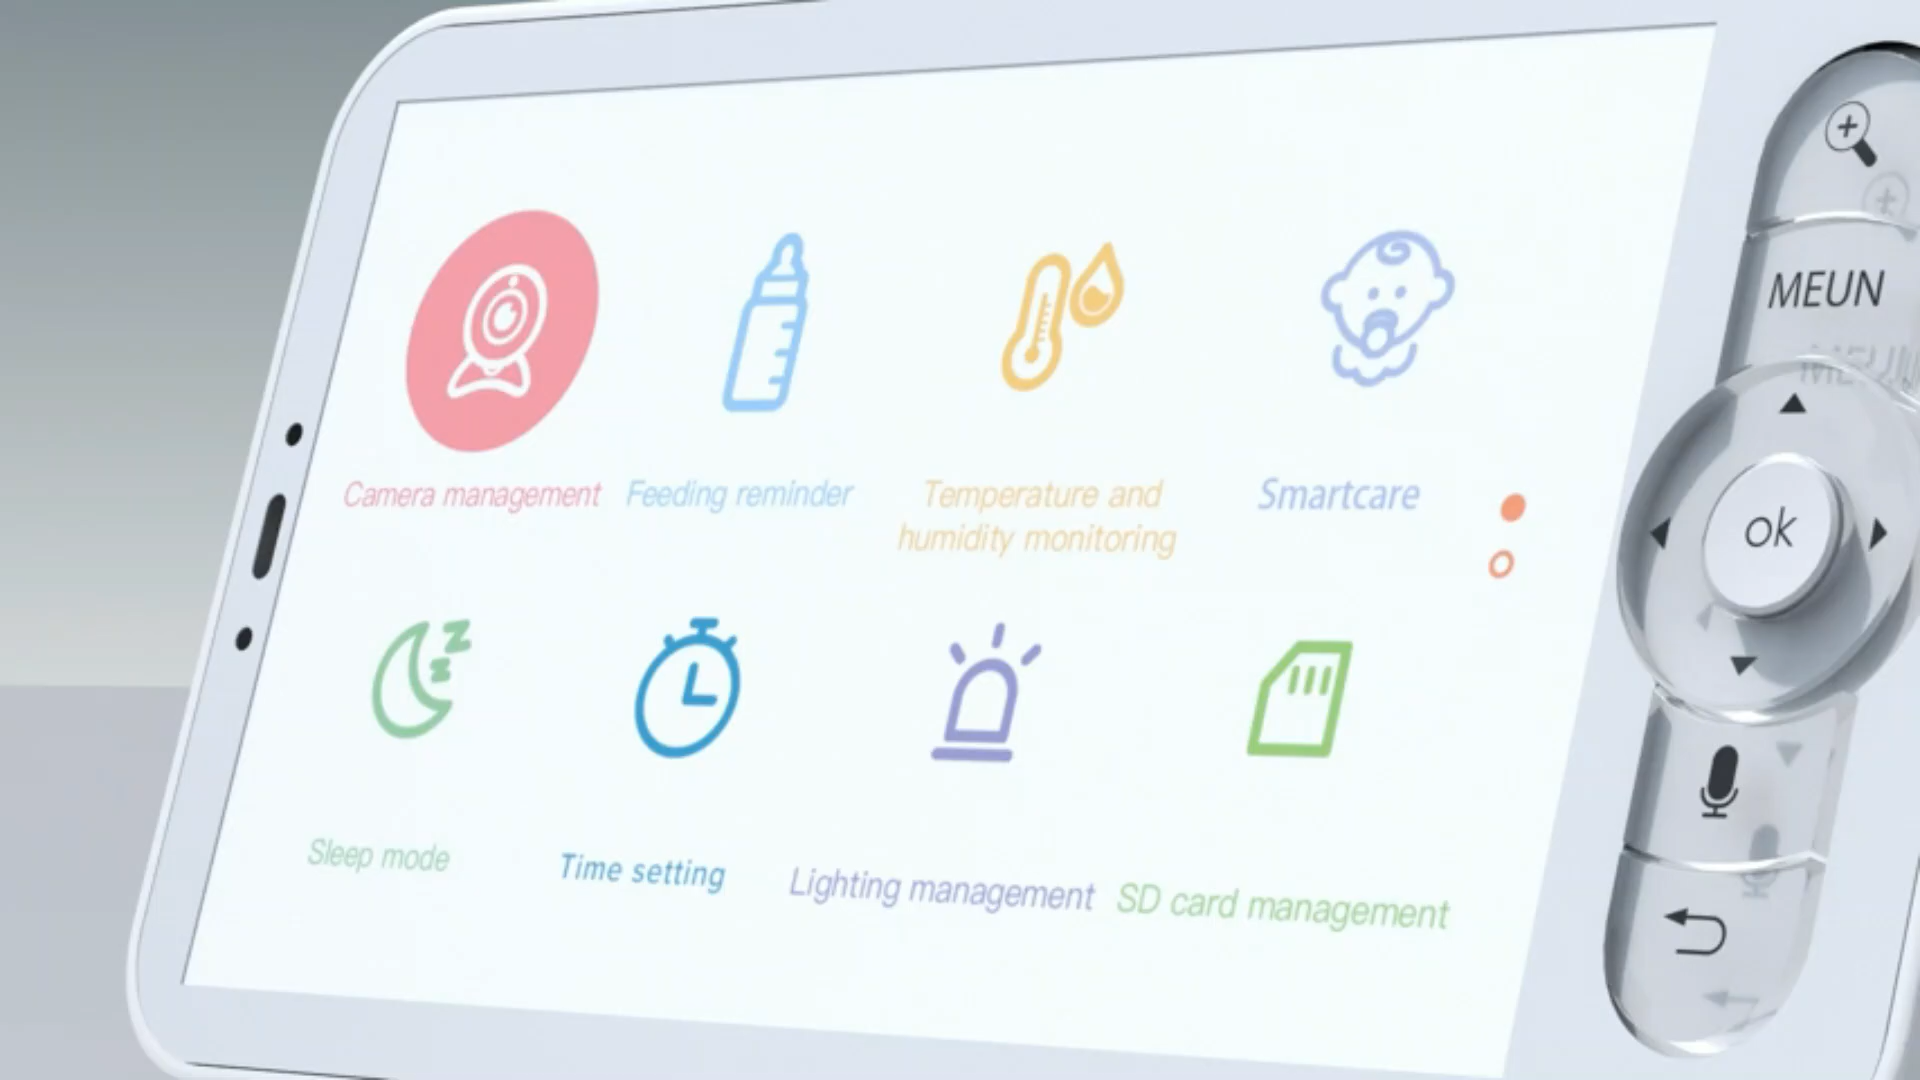 MEUN
Camera management
Feeding reminder
Temperature and
humidity monitoring
Smartcare
ok
Sleep mode
Time setting
Lighting management
SD card management